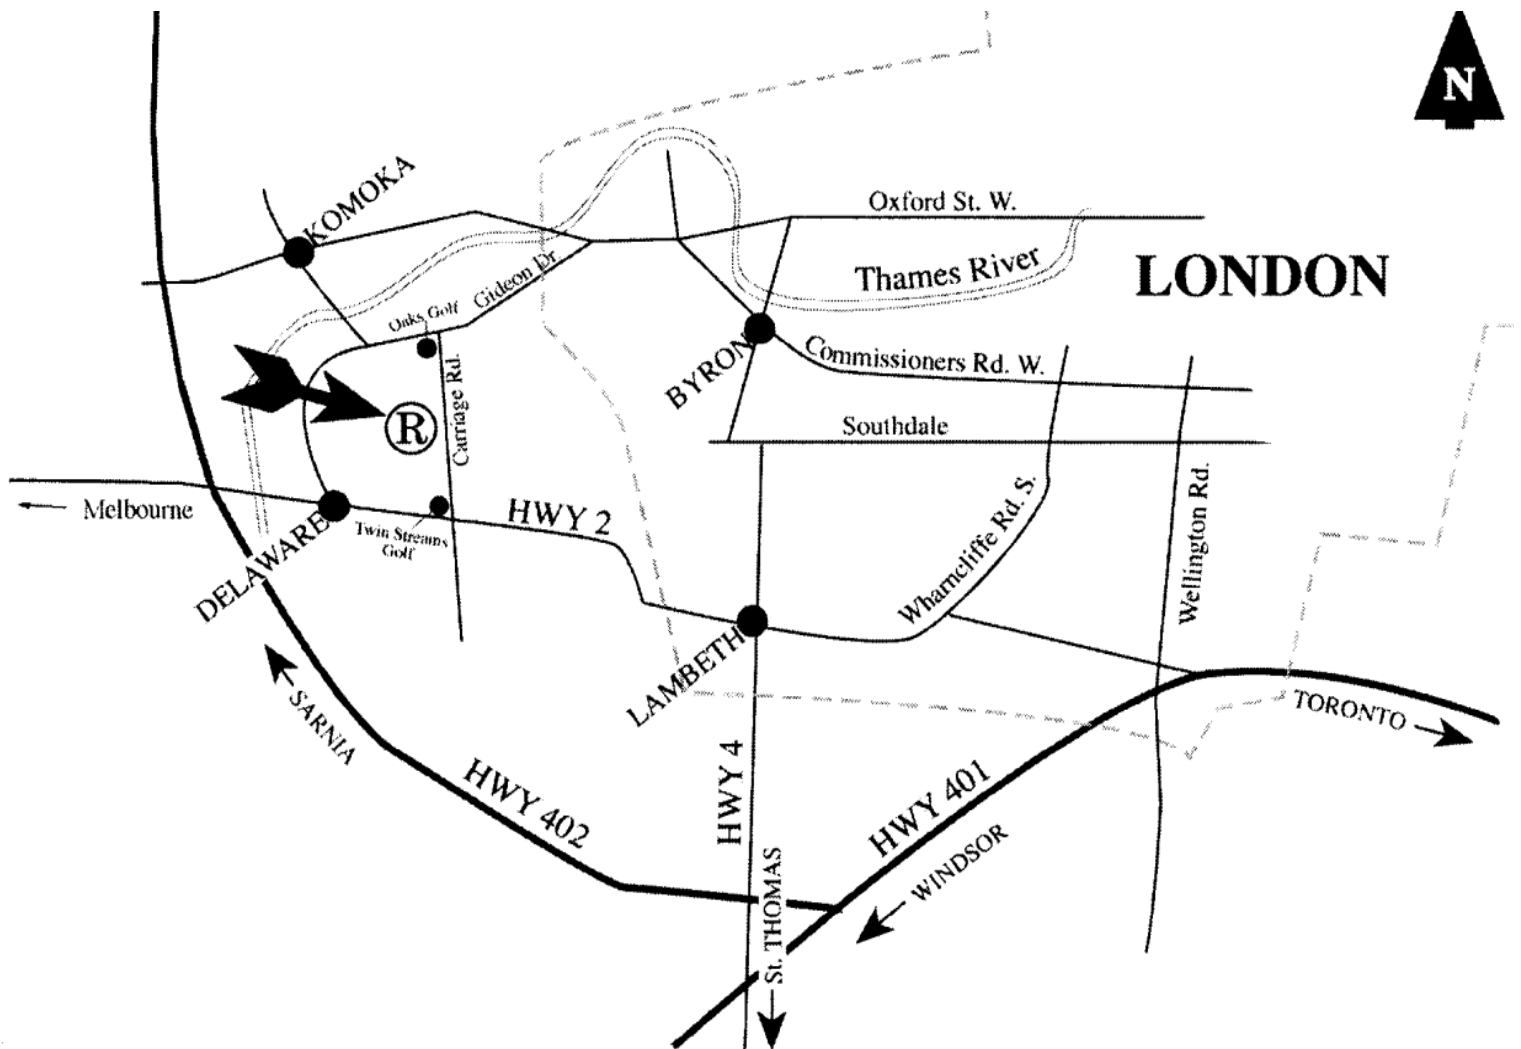 N
KOMOKA
Oxford St. W.
Thames River
LONDON
Gideon Dr.
Oaks Golf
BYRON
Commissioners Rd. W.
Carriage Rd.
R
Southdale
Melbourne
HWY 2
Twin Streams
Golf
DELAWARE
Wharncliffe Rd. S.
Wellington Rd.
LAMBETH
SARNIA
TORONTO
HWY 402
HWY 4
HWY 401
WINDSOR
St. THOMAS